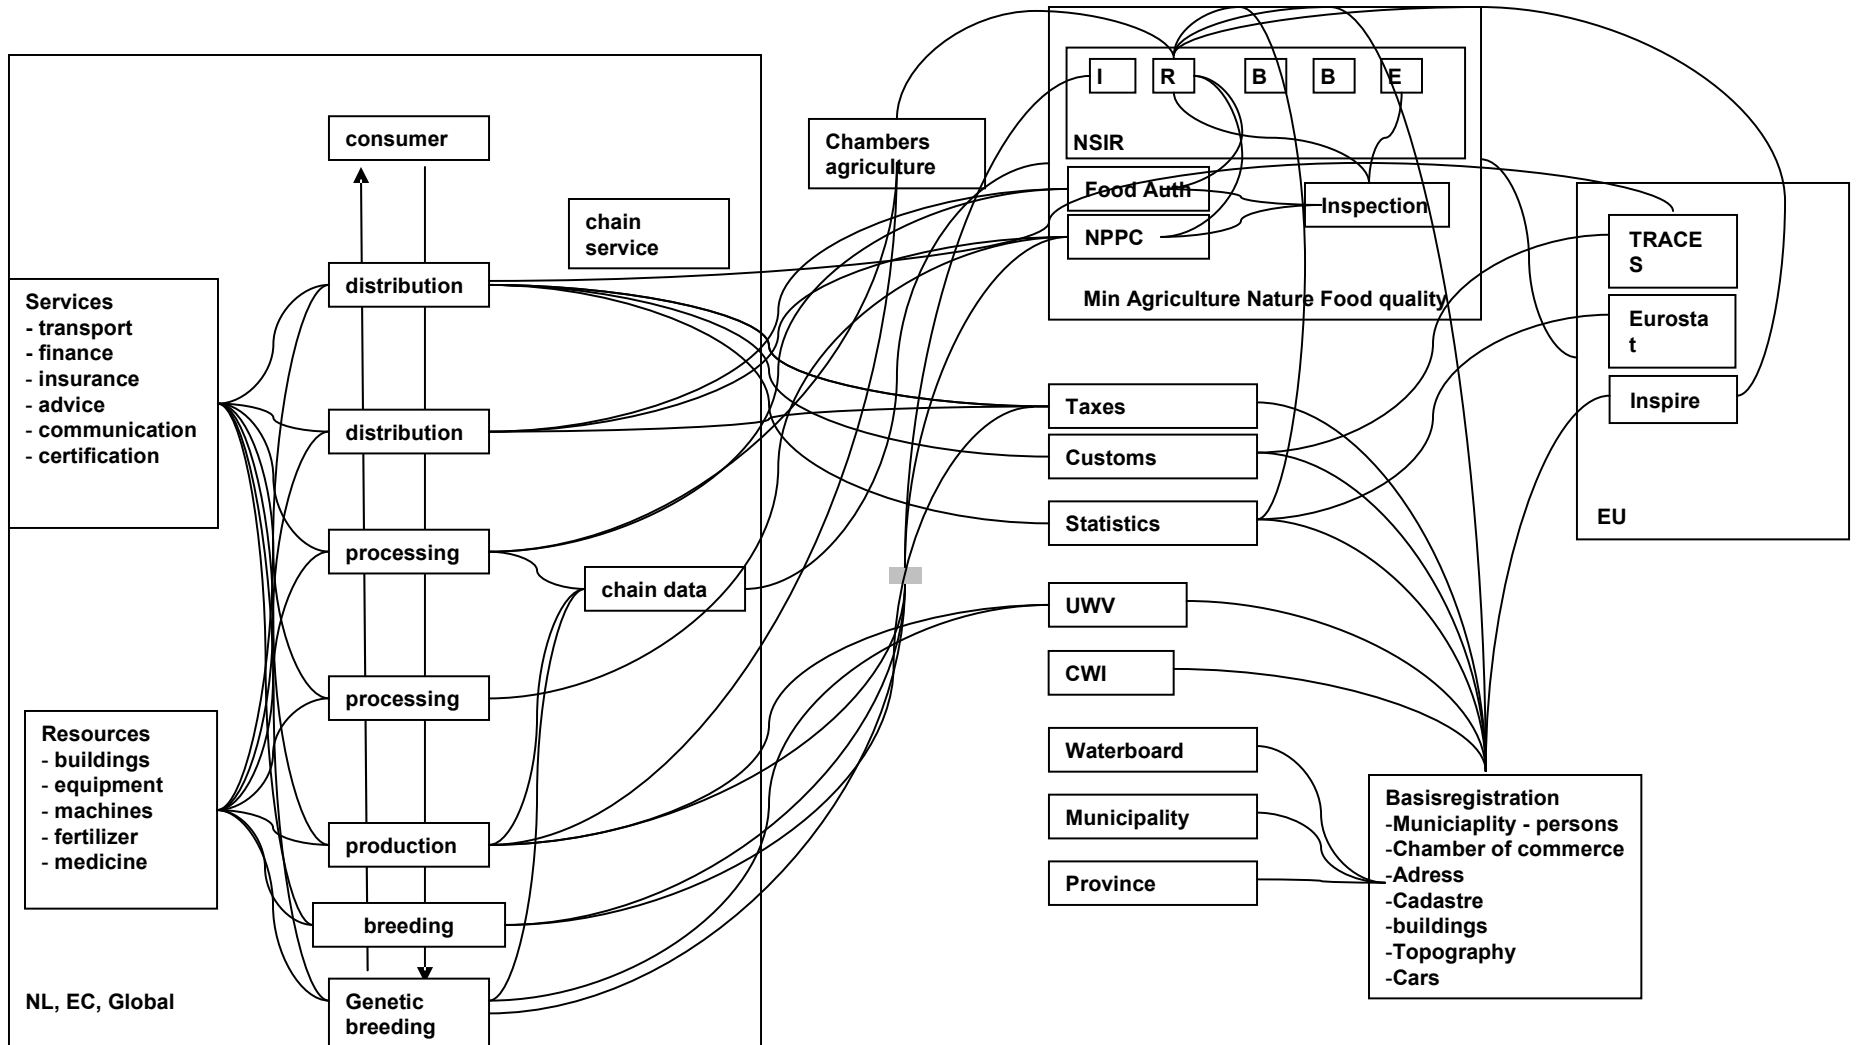 consumer
chain
service
distribution
Services
- transport
- finance
- insurance
- advice
- communication
- certification
distribution
processing
chain data
processing
Resources
- buildings
- equipment
- machines
- fertilizer
- medicine
production
breeding
Genetic
breeding
NL, EC, Global
Chambers
agriculture
I
R
B
B
E
NSIR
Food Auth
Inspection
NPPC
Min Agriculture Nature Food quality
TRACE
S
Eurosta
t
Inspire
EU
Taxes
Customs
Statistics
UWV
CWI
Waterboard
Municipality
Province
Basisregistration
-Municiaplity - persons
-Chamber of commerce
-Adress
-Cadastre
-buildings
-Topography
-Cars